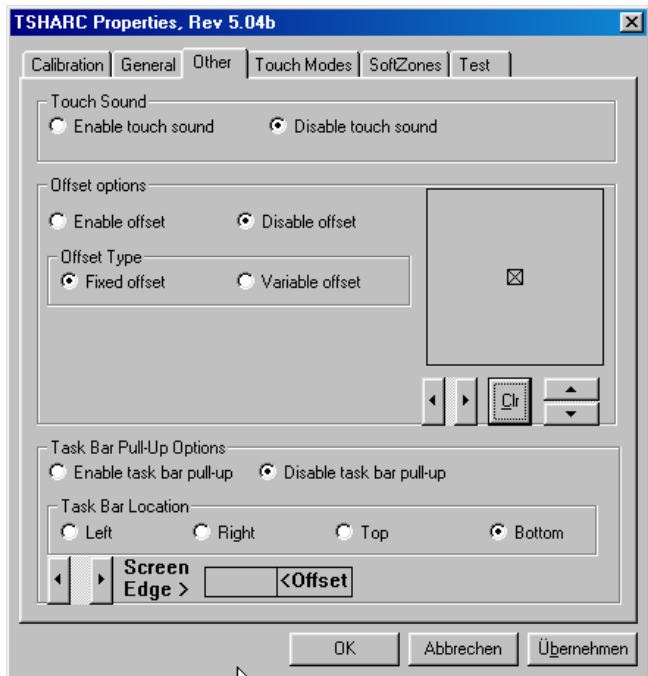 TSHARC Properties, Rev 5.04b
Calibration General Other Touch Modes SoftZones Test
Touch Sound
Enable touch sound Disable touch sound
Offset options
Enable offset Disable offset
Offset Type
Fixed offset Variable offset
Clr
Task Bar Pull-Up Options
Enable task bar pull-up Disable task bar pull-up
Task Bar Location
Left Right Top Bottom
Screen
Edge > <Offset
OK Abbrechen Übernehmen